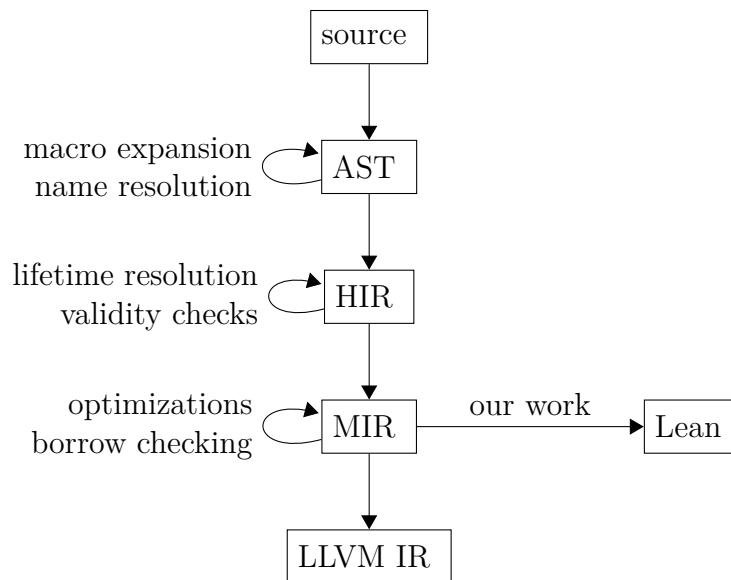 source
macro expansion
name resolution
AST
lifetime resolution
validity checks
HIR
optimizations
borrow checking
MIR
our work
Lean
LLVM IR